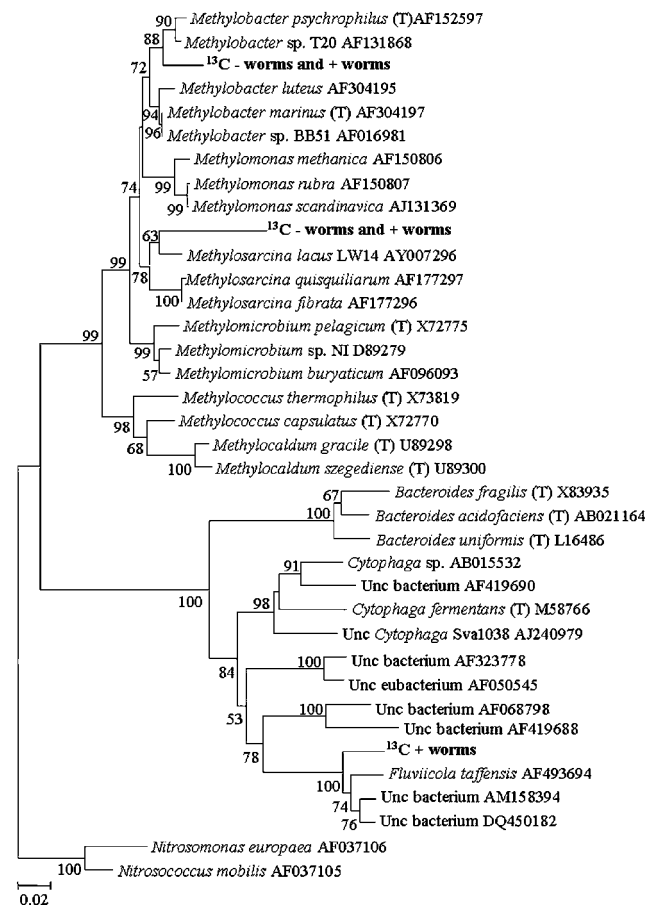 90 Methylobacter psychrophilus (T)AF152597
88 Methylobacter sp. T20 AF131868
¹³C - worms and + worms
72
Methylobacter luteus AF304195
94 Methylobacter marinus (T) AF304197
96 Methylobacter sp. BB51 AF016981
Methylomonas methanica AF150806
74 99 Methylomonas rubra AF150807
99 Methylomonas scandinavica AJ131369
63 ¹³C - worms and + worms
Methylosarcina lacus LW14 AY007296
99 78 Methylosarcina quisquiliarum AF177297
100 Methylosarcina fibrata AF177296
Methylomicrobium pelagicum (T) X72775
99 99 Methylomicrobium sp. NI D89279
57 Methylomicrobium buryaticum AF096093
Methylococcus thermophilus (T) X73819
98 Methylococcus capsulatus (T) X72770
68 Methylocaldum gracile (T) U89298
100 Methylocaldum szegediense (T) U89300
67 Bacteroides fragilis (T) X83935
100 Bacteroides acidofaciens (T) AB021164
Bacteroides uniformis (T) L16486
91 Cytophaga sp. AB015532
Unc bacterium AF419690
100 98 Cytophaga fermentans (T) M58766
Unc Cytophaga Sva1038 AJ240979
84 100 Unc bacterium AF323778
Unc eubacterium AF050545
53 100 Unc bacterium AF068798
Unc bacterium AF419688
78 ¹³C + worms
100 Fluviicola taffensis AF493694
74 Unc bacterium AM158394
76 Unc bacterium DQ450182
Nitrosomonas europaea AF037106
100 Nitrosococcus mobilis AF037105
0.02